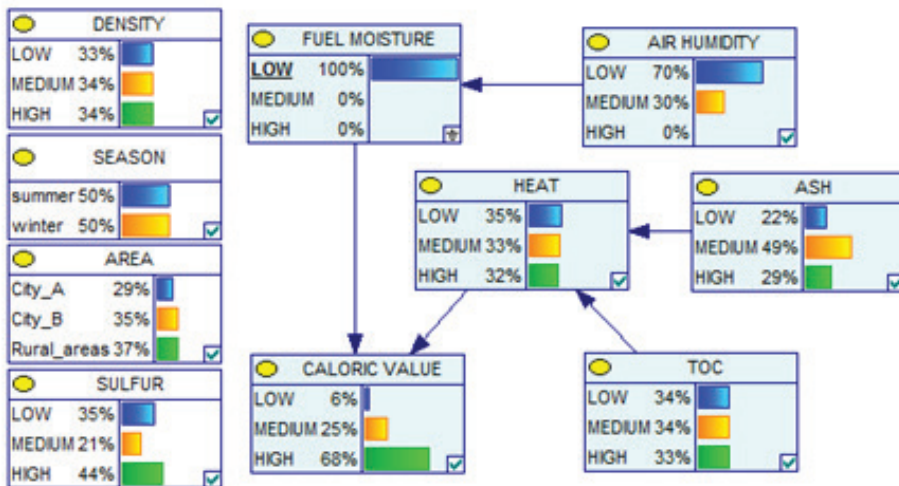 DENSITY
LOW 33%
MEDIUM 34%
HIGH 34%
SEASON
summer 50%
winter 50%
AREA
City_A 29%
City_B 35%
Rural_areas 37%
SULFUR
LOW 35%
MEDIUM 21%
HIGH 44%
FUEL MOISTURE
LOW 100%
MEDIUM 0%
HIGH 0%
AIR HUMIDITY
LOW 70%
MEDIUM 30%
HIGH 0%
HEAT
LOW 35%
MEDIUM 33%
HIGH 32%
ASH
LOW 22%
MEDIUM 49%
HIGH 29%
CALORIC VALUE
LOW 6%
MEDIUM 25%
HIGH 68%
TOC
LOW 34%
MEDIUM 34%
HIGH 33%